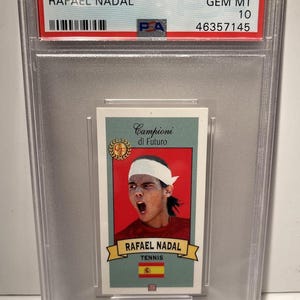 RAFAEL NADAL
GEM MT
10
PSA
46357145
Campioni
di Futuro
RAFAEL NADAL
TENNIS